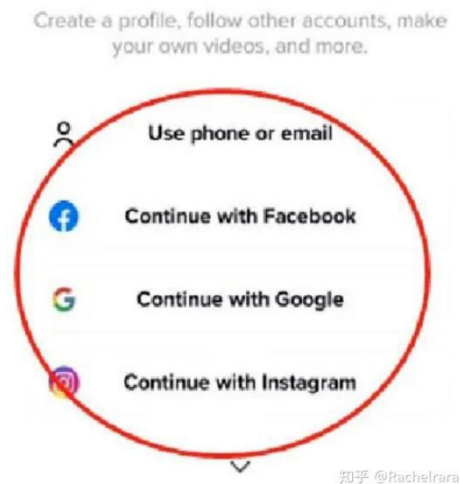 Create a profile, follow other accounts, make
your own videos, and more.
Use phone or email
Continue with Facebook
Continue with Google
Continue with Instagram
知乎 @Rachelrara